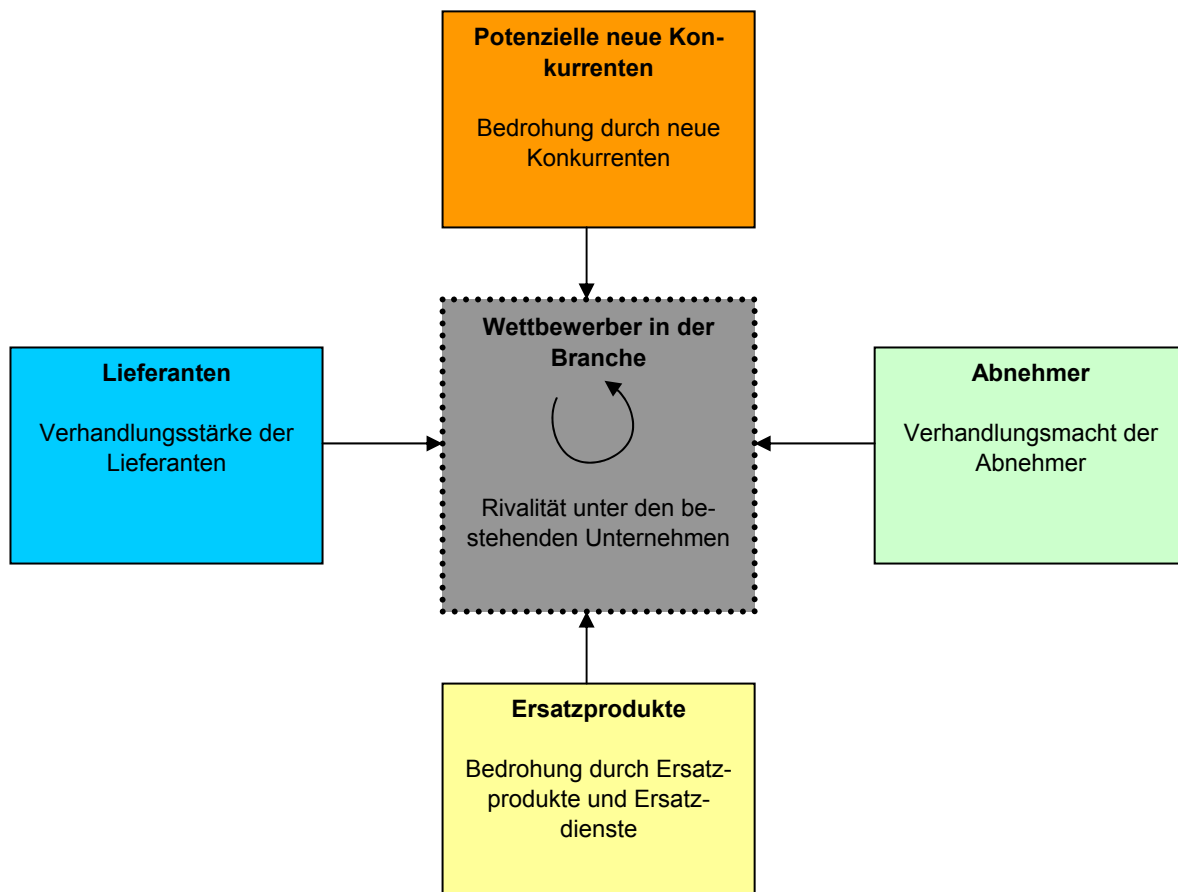 Potenzielle neue Kon-
kurrenten
Bedrohung durch neue
Konkurrenten
Wettbewerber in der
Branche
Rivalität unter den be-
stehenden Unternehmen
Lieferanten
Verhandlungsstärke der
Lieferanten
Abnehmer
Verhandlungsmacht der
Abnehmer
Ersatzprodukte
Bedrohung durch Ersatz-
produkte und Ersatz-
dienste